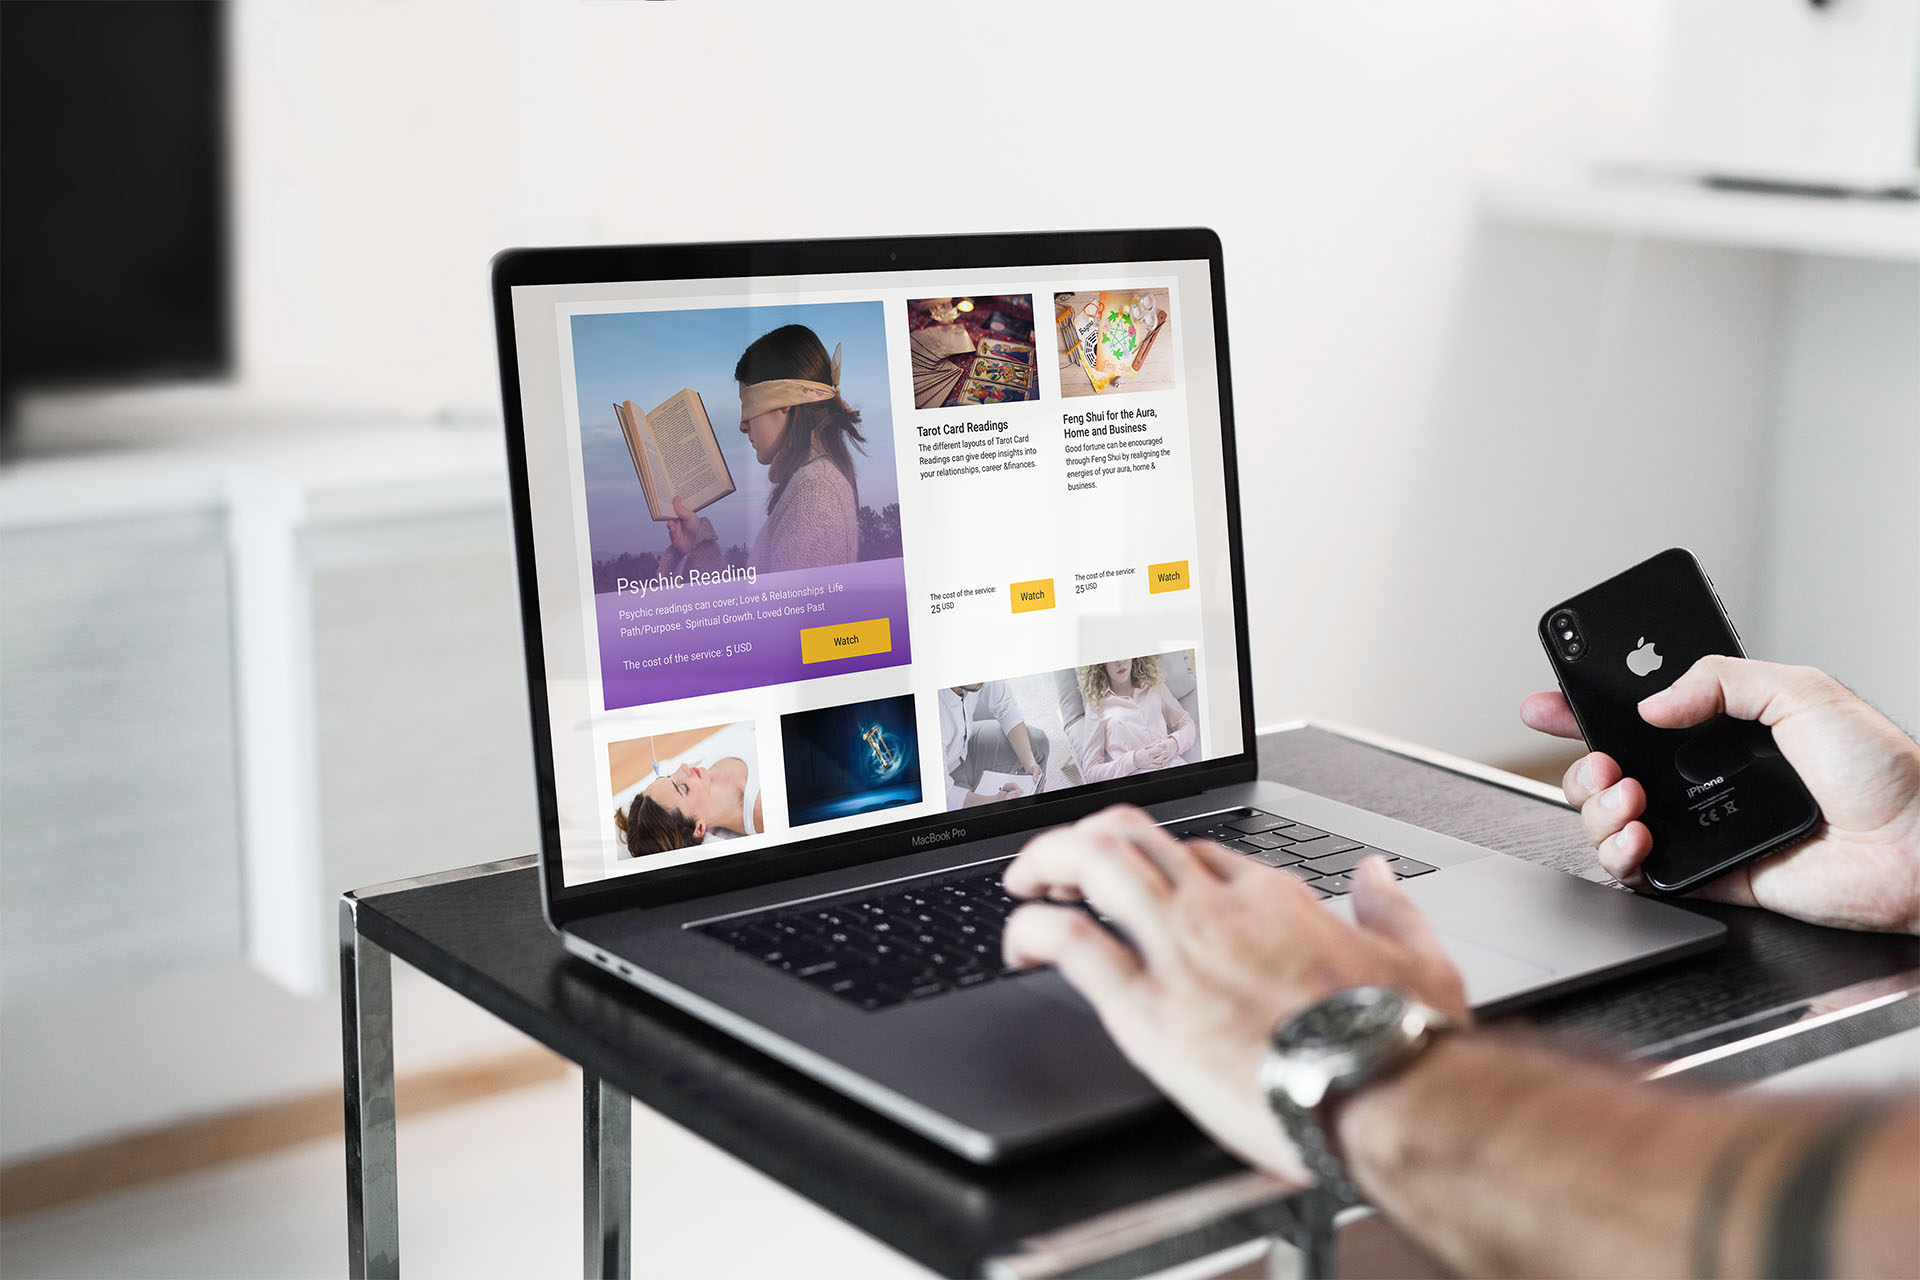 Psychic Reading
Psychic readings can cover; Love & Relationships. Life
Path/Purpose. Spiritual Growth. Loved Ones Past
The cost of the service: 5 USD
Watch
Tarot Card Readings
The different layouts of Tarot Card
Readings can give deep insights into
your relationships, career &finances.
The cost of the service:
25 USD
Watch
Bagua
Feng Shui
Feng Shui for the Aura,
Home and Business
Good fortune can be encouraged
through Feng Shui by realigning the
energies of your aura, home &
business.
The cost of the service:
25 USD
Watch
MacBook Pro
iPhone
CE